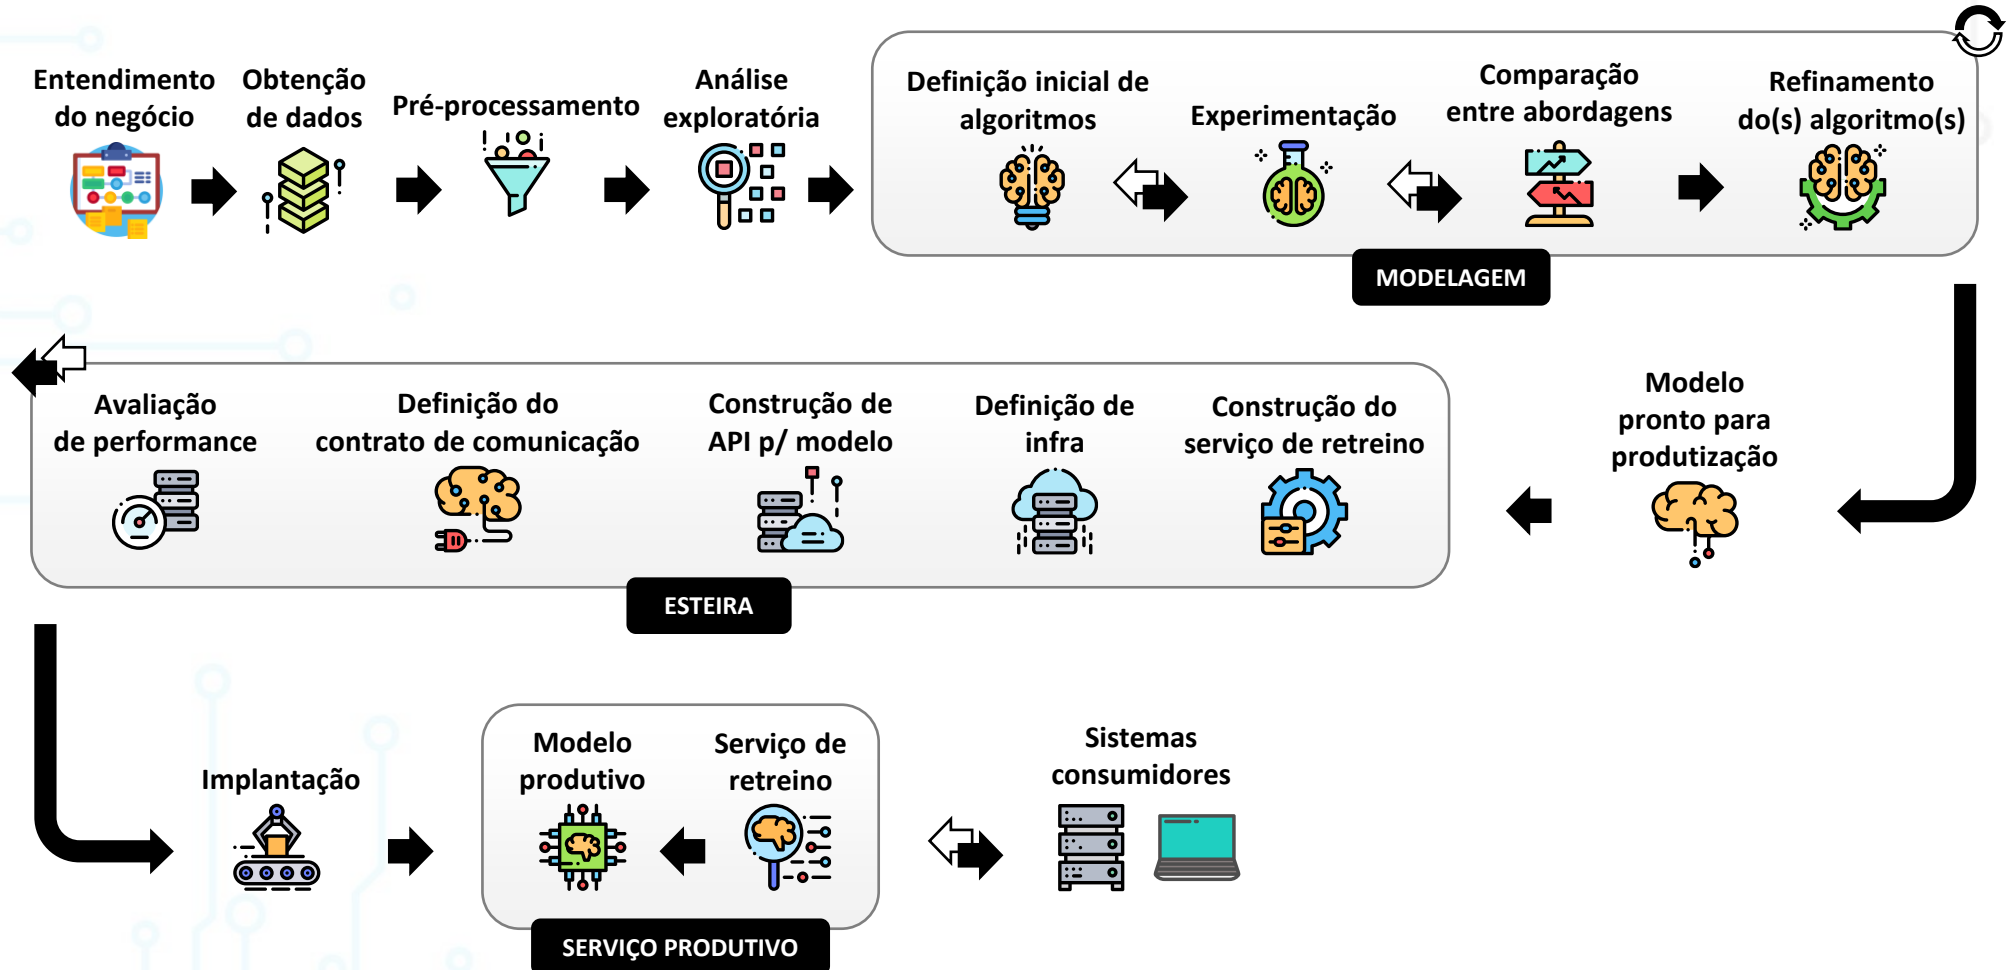 Entendimento
do negócio
Obtenção
de dados
Pré-processamento
Análise
exploratória
Definição inicial de
algoritmos
Experimentação
Comparação
entre abordagens
Refinamento
do(s) algoritmo(s)
MODELAGEM
Modelo
pronto para
produtização
Avaliação
de performance
Definição do
contrato de comunicação
Construção de
API p/ modelo
Definição de
infra
Construção do
serviço de retreino
ESTEIRA
Implantação
Modelo
produtivo
Serviço de
retreino
SERVIÇO PRODUTIVO
Sistemas
consumidores